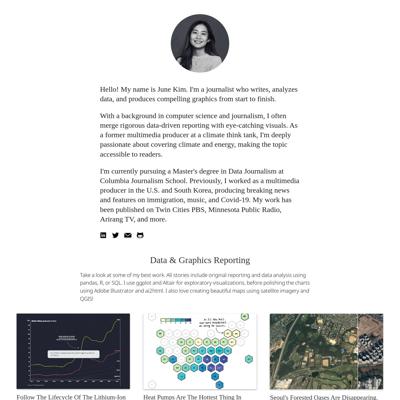 Hello! My name is June Kim. I'm a journalist who writes, analyzes
data, and produces compelling graphics from start to finish.
With a background in computer science and journalism, I often
merge rigorous data-driven reporting with eye-catching visuals. As
a former multimedia producer at a climate think tank, I'm deeply
passionate about covering climate and energy, making the topic
accessible to readers.
I'm currently pursuing a Master's degree in Data Journalism at
Columbia Journalism School. Previously, I worked as a multimedia
producer in the U.S. and South Korea, producing breaking news
and features on immigration, music, and Covid-19. My work has
been published on Twin Cities PBS, Minnesota Public Radio,
Arirang TV, and more.
Data & Graphics Reporting
Take a look at some of my best work. All stories include original reporting and data analysis using
pandas, R, or SQL. I use ggplot and Altair for exploratory visualizations, before polishing the charts
using Adobe Illustrator and ai2html. I also love creating beautiful maps using satellite imagery and
QGIS!
Follow The Lifecycle Of The Lithium-Ion
Heat Pumps Are The Hottest Thing In
Seoul's Forested Oases Are Disappearing.